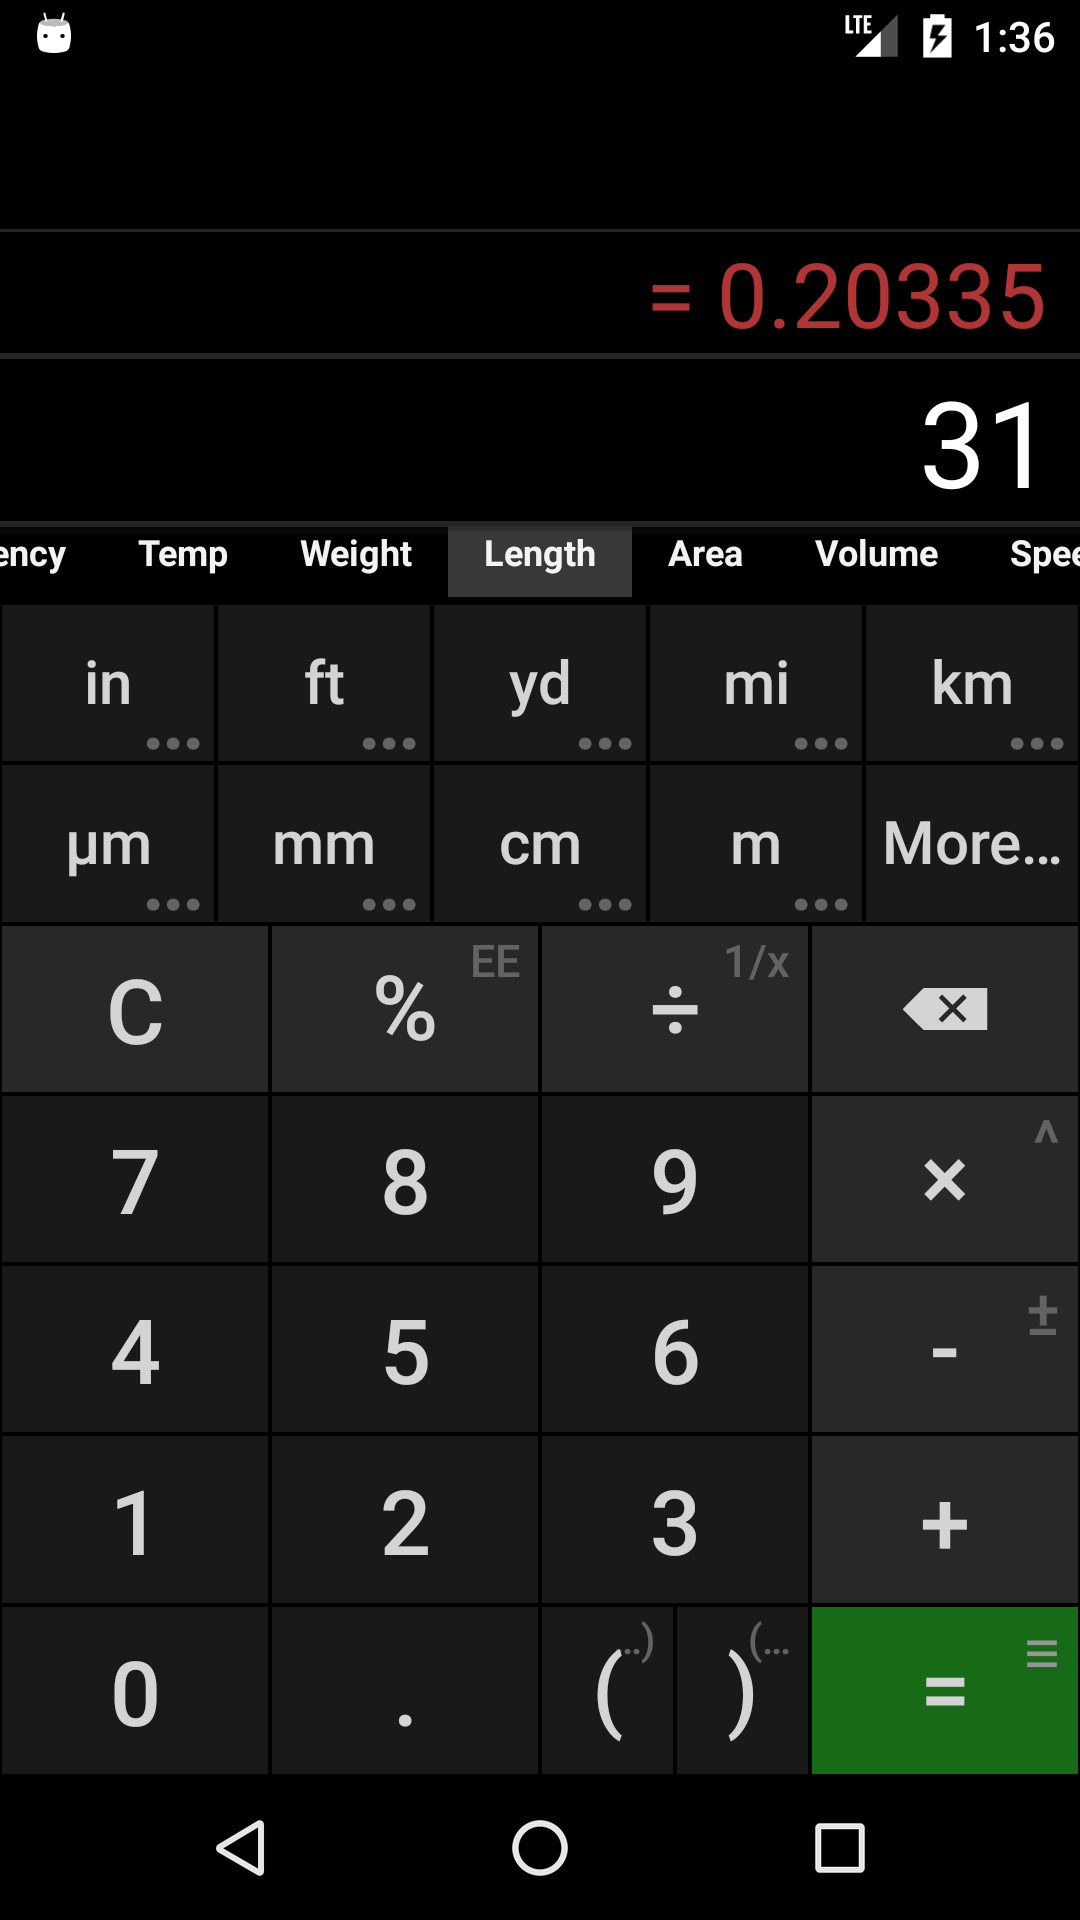 LTE 1:36
= 0.20335
31
ency Temp Weight Length Area Volume Spee
in ft yd mi km
µm mm cm m More...
C % EE ÷ 1/x
7 8 9 × ^
4 5 6 - ±
1 2 3 +
0 . ( ..) ) (... =